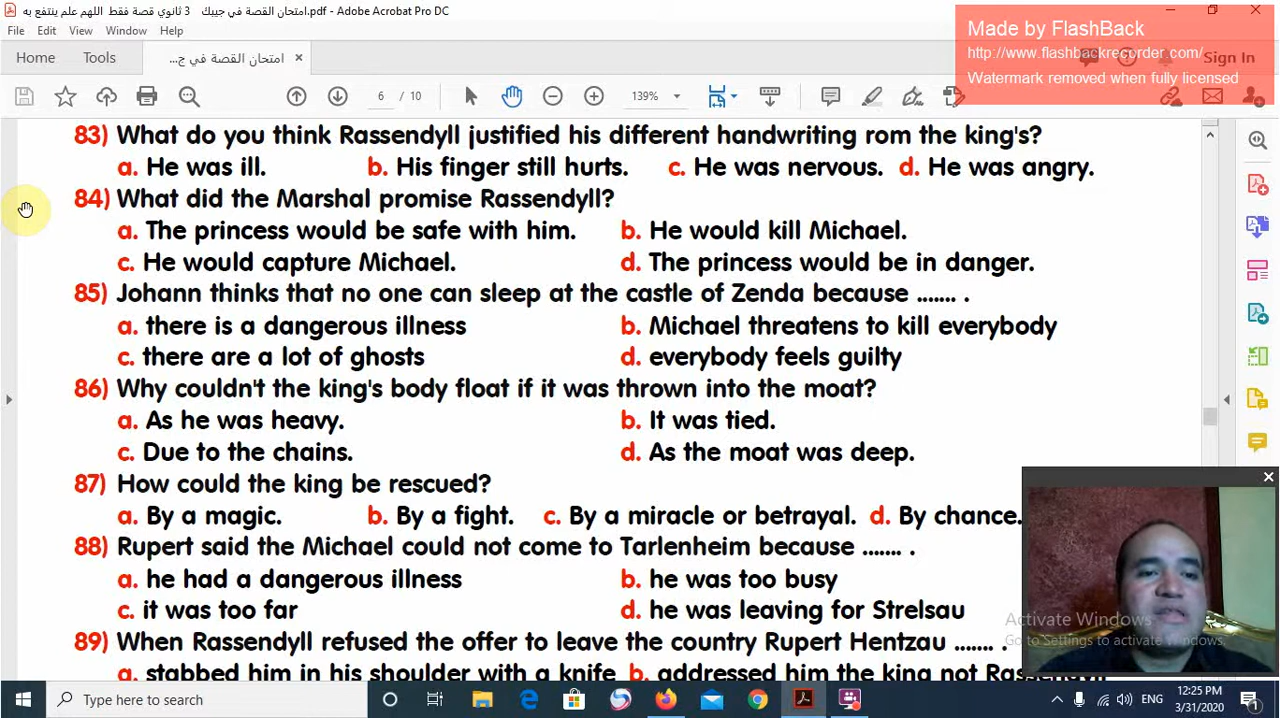 امتحان القصة في جيبك    3 ثانوي قصة فقط  اللهم علم ينتفع به.pdf - Adobe Acrobat Pro DC
File Edit View Window Help
Made by FlashBack
http://www.flashbackrecorder.com/
Watermark removed when fully licensed
Home Tools امتحان القصة في ج... × Sign In
6 / 10 139%
83) What do you think Rassendyll justified his different handwriting rom the king's?
a. He was ill. b. His finger still hurts. c. He was nervous. d. He was angry.
84) What did the Marshal promise Rassendyll?
a. The princess would be safe with him. b. He would kill Michael.
c. He would capture Michael. d. The princess would be in danger.
85) Johann thinks that no one can sleep at the castle of Zenda because ....... .
a. there is a dangerous illness b. Michael threatens to kill everybody
c. there are a lot of ghosts d. everybody feels guilty
86) Why couldn't the king's body float if it was thrown into the moat?
a. As he was heavy. b. It was tied.
c. Due to the chains. d. As the moat was deep.
87) How could the king be rescued?
a. By a magic. b. By a fight. c. By a miracle or betrayal. d. By chance.
88) Rupert said the Michael could not come to Tarlenheim because ....... .
a. he had a dangerous illness b. he was too busy
c. it was too far d. he was leaving for Strelsau
Activate Windows
Go to Settings to activate Windows.
89) When Rassendyll refused the offer to leave the country Rupert Hentzau ....... .
a. stabbed him in his shoulder with a knife b. addressed him the king not
Type here to search
ENG
12:25 PM
3/31/2020